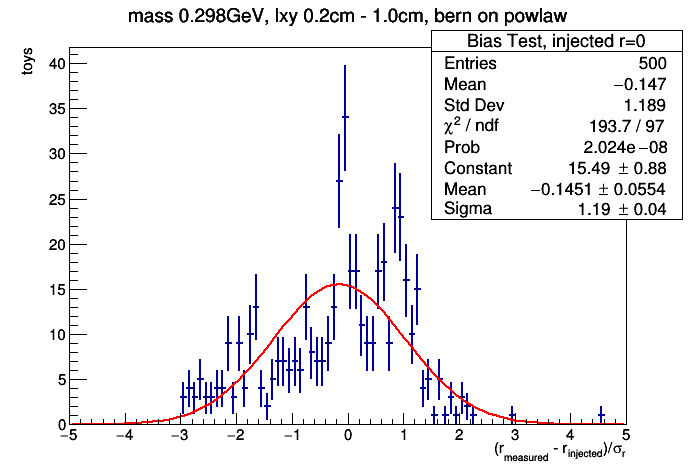 mass 0.298GeV, lxy 0.2cm - 1.0cm, bern on powlaw
toys
Bias Test, injected r=0
Entries 500
Mean −0.147
Std Dev 1.189
χ² / ndf 193.7 / 97
Prob 2.024e−08
Constant 15.49 ± 0.88
Mean −0.1451 ± 0.0554
Sigma 1.19 ± 0.04
40
35
30
25
20
15
10
5
0
−5 −4 −3 −2 −1 0 1 2 3 4 5
(r_measured - r_injected)/σ_r